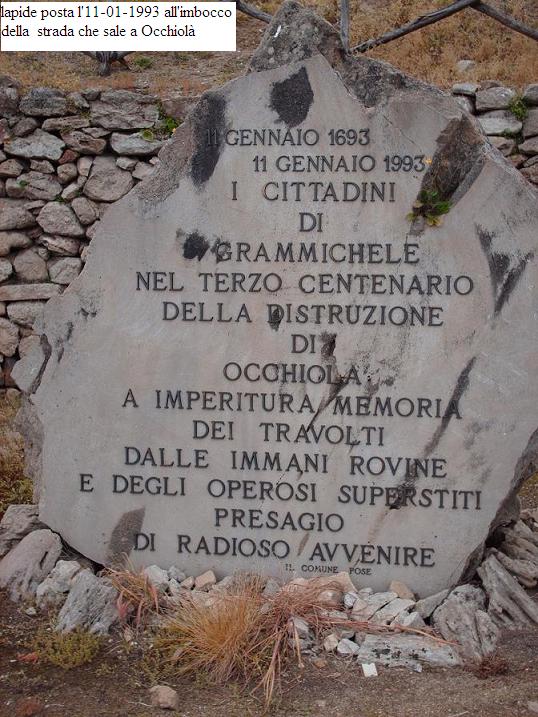 lapide posta l'11-01-1993 all'imbocco
della strada che sale a Occhiolà
11 GENNAIO 1693
11 GENNAIO 1993
I CITTADINI
DI
GRAMMICHELE
NEL TERZO CENTENARIO
DELLA DISTRUZIONE
DI
OCCHIOLA
A IMPERITURA MEMORIA
DEI TRAVOLTI
DALLE IMMANI ROVINE
E DEGLI OPEROSI SUPERSTITI
PRESAGIO
DI RADIOSO AVVENIRE
IL COMUNE POSE